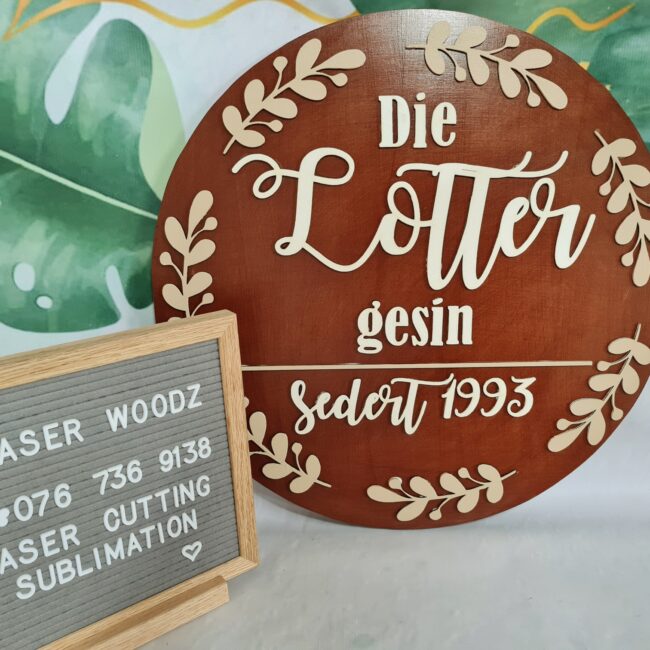 Die
Lotter
gesin
Sedert 1993
ASER WOODZ
076 736 9138
ASER CUTTING
SUBLIMATION